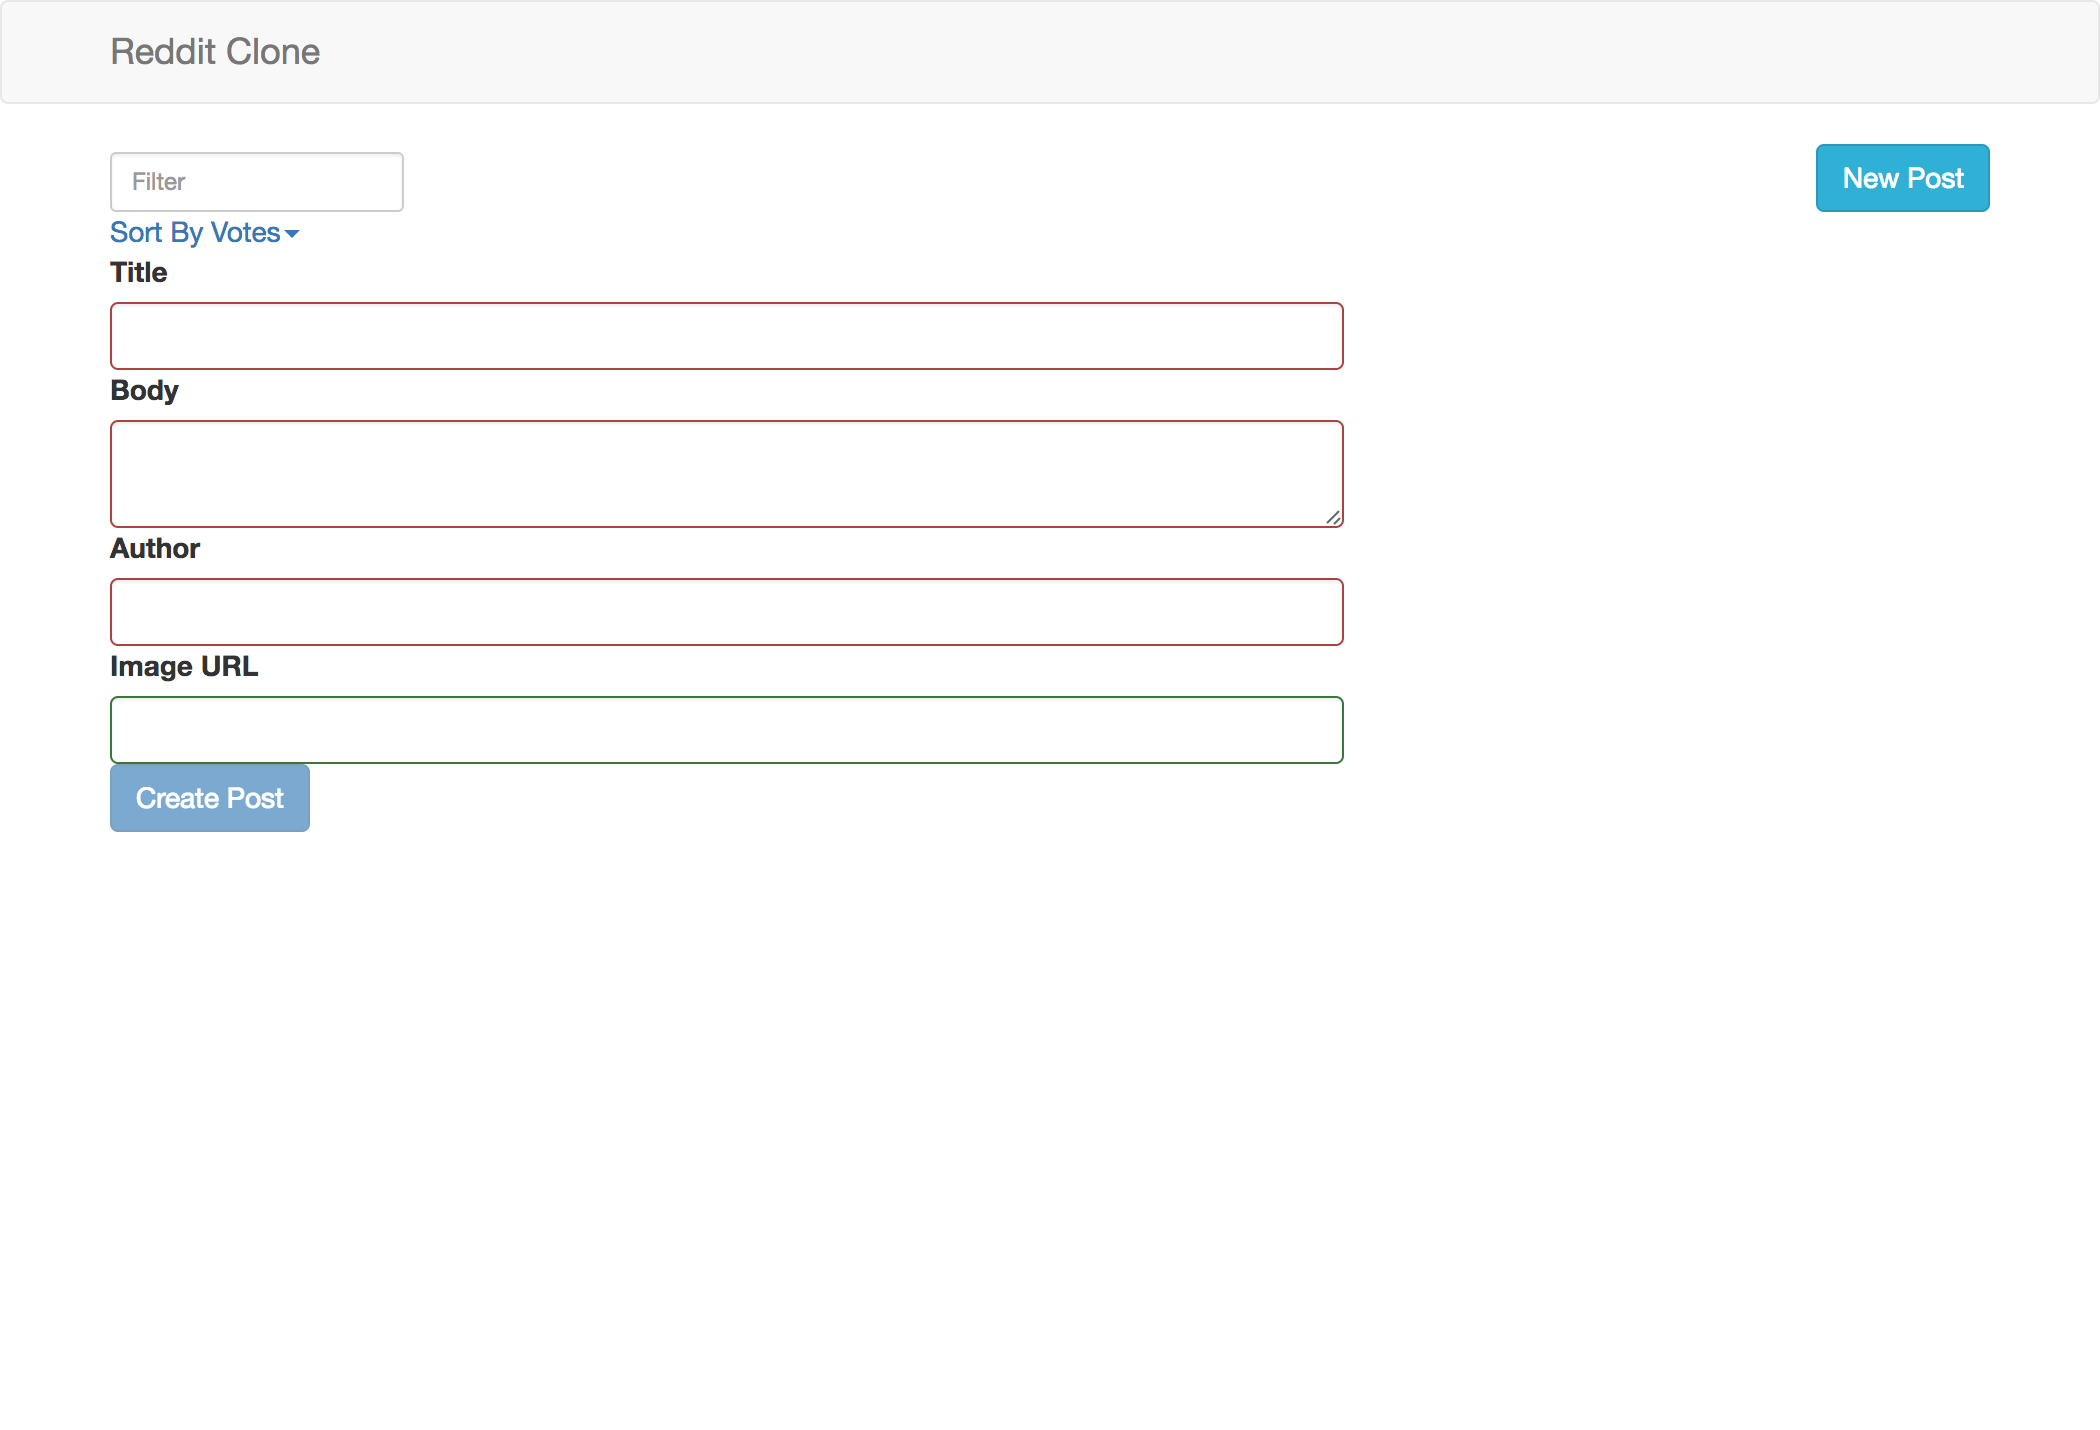 Reddit Clone
Filter
New Post
Sort By Votes
Title
Body
Author
Image URL
Create Post